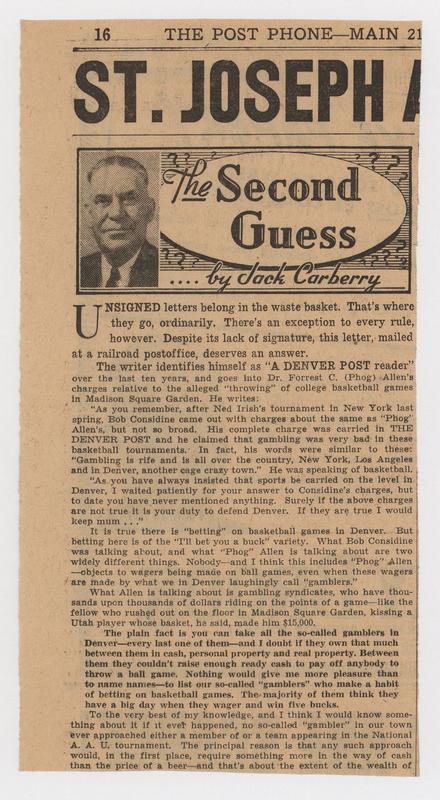 16 THE POST PHONE—MAIN 21
ST. JOSEPH A
The Second
Guess
.... by Jack Carberry
UNSIGNED letters belong in the waste basket. That's where
they go, ordinarily. There's an exception to every rule,
however. Despite its lack of signature, this letter, mailed
at a railroad postoffice, deserves an answer.
The writer identifies himself as "A DENVER POST reader"
over the last ten years, and goes into Dr. Forrest C. (Phog) Allen's
charges relative to the alleged "throwing" of college basketball games
in Madison Square Garden. He writes:
"As you remember, after Ned Irish's tournament in New York last
spring, Bob Considine came out with charges about the same as "Phog'
Allen's, but not so broad. His complete charge was carried in THE
DENVER POST and he claimed that gambling was very bad in these
basketball tournaments. In fact, his words were similar to these:
"Gambling is rife and is all over the country, New York, Los Angeles
and in Denver, another cage crazy town." He was speaking of basketball.
"As you have always insisted that sports be carried on the level in
Denver, I waited patiently for your answer to Considine's charges, but
to date you have never mentioned anything. Surely if the above charges
are not true it is your duty to defend Denver. If they are true I would
keep mum . . ."
It is true there is "betting" on basketball games in Denver. But
betting here is of the "I'll bet you a buck" variety. What Bob Considine
was talking about, and what "Phog" Allen is talking about are two
widely different things. Nobody—and I think this includes "Phog" Allen
—objects to wagers being made on ball games, even when these wagers
are made by what we in Denver laughingly call "gamblers."
What Allen is talking about is gambling syndicates, who have thou-
sands upon thousands of dollars riding on the points of a game—like the
fellow who rushed out on the floor in Madison Square Garden, kissing a
Utah player whose basket, he said, made him $15,000.
The plain fact is you can take all the so-called gamblers in
Denver—every last one of them—and I doubt if they own that much
between them in cash, personal property and real property. Between
them they couldn't raise enough ready cash to pay off anybody to
throw a ball game. Nothing would give me more pleasure than
to name names—to list our so-called "gamblers" who make a habit
of betting on basketball games. The majority of them think they
have a big day when they wager and win five bucks.
To the very best of my knowledge, and I think I would know some-
thing about it if it ever happened, no so-called "gambler" in our town
ever approached either a member of or a team appearing in the National
A. A. U. tournament. The principal reason is that any such approach
would, in the first place, require something more in the way of cash
than the price of a beer—and that's about the extent of the wealth of